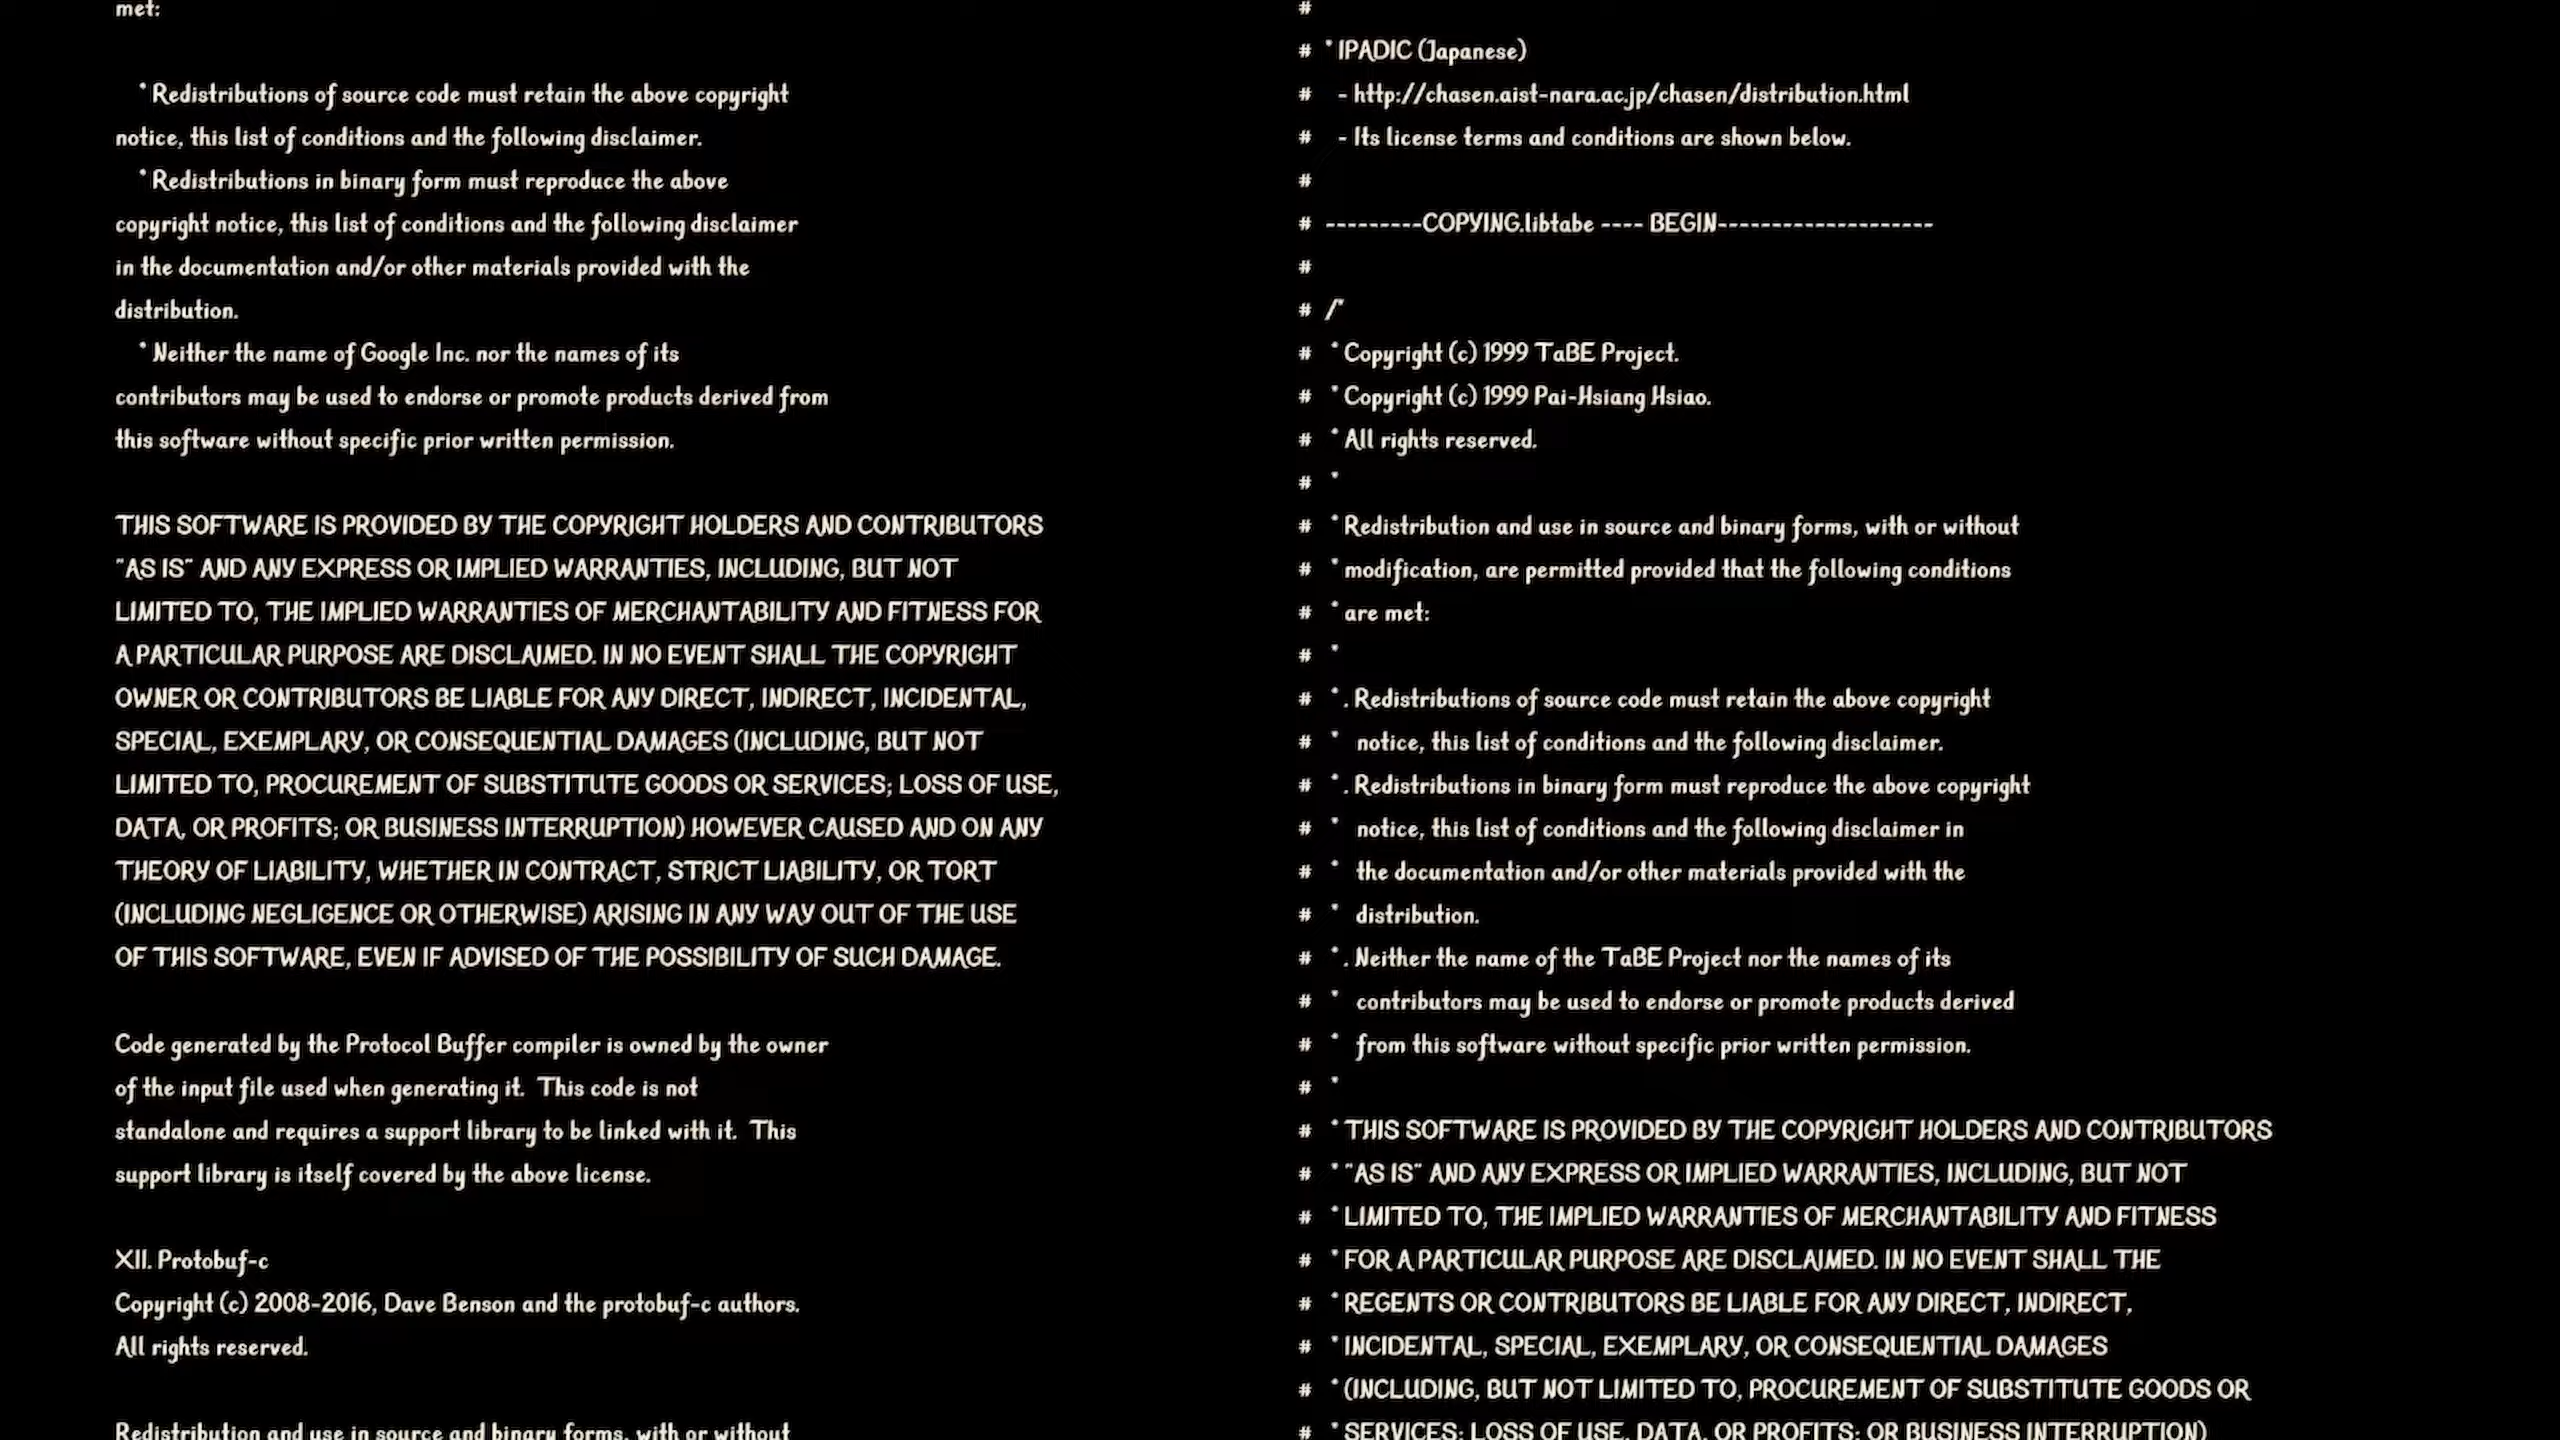 met:
* Redistributions of source code must retain the above copyright
notice, this list of conditions and the following disclaimer.
* Redistributions in binary form must reproduce the above
copyright notice, this list of conditions and the following disclaimer
in the documentation and/or other materials provided with the
distribution.
* Neither the name of Google Inc. nor the names of its
contributors may be used to endorse or promote products derived from
this software without specific prior written permission.
THIS SOFTWARE IS PROVIDED BY THE COPYRIGHT HOLDERS AND CONTRIBUTORS
"AS IS" AND ANY EXPRESS OR IMPLIED WARRANTIES, INCLUDING, BUT NOT
LIMITED TO, THE IMPLIED WARRANTIES OF MERCHANTABILITY AND FITNESS FOR
A PARTICULAR PURPOSE ARE DISCLAIMED. IN NO EVENT SHALL THE COPYRIGHT
OWNER OR CONTRIBUTORS BE LIABLE FOR ANY DIRECT, INDIRECT, INCIDENTAL,
SPECIAL, EXEMPLARY, OR CONSEQUENTIAL DAMAGES (INCLUDING, BUT NOT
LIMITED TO, PROCUREMENT OF SUBSTITUTE GOODS OR SERVICES; LOSS OF USE,
DATA, OR PROFITS; OR BUSINESS INTERRUPTION) HOWEVER CAUSED AND ON ANY
THEORY OF LIABILITY, WHETHER IN CONTRACT, STRICT LIABILITY, OR TORT
(INCLUDING NEGLIGENCE OR OTHERWISE) ARISING IN ANY WAY OUT OF THE USE
OF THIS SOFTWARE, EVEN IF ADVISED OF THE POSSIBILITY OF SUCH DAMAGE.
Code generated by the Protocol Buffer compiler is owned by the owner
of the input file used when generating it.  This code is not
standalone and requires a support library to be linked with it.  This
support library is itself covered by the above license.
XII. Protobuf-c
Copyright (c) 2008-2016, Dave Benson and the protobuf-c authors.
All rights reserved.
Redistribution and use in source and binary forms, with or without
#
# * IPADIC (Japanese)
# - http://chasen.aist-nara.ac.jp/chasen/distribution.html
# - Its license terms and conditions are shown below.
#
# ---------COPYING.libtabe ---- BEGIN--------------------
#
# /*
# * Copyright (c) 1999 TaBE Project.
# * Copyright (c) 1999 Pai-Hsiang Hsiao.
# * All rights reserved.
# *
# * Redistribution and use in source and binary forms, with or without
# * modification, are permitted provided that the following conditions
# * are met:
# *
# * . Redistributions of source code must retain the above copyright
# * notice, this list of conditions and the following disclaimer.
# * . Redistributions in binary form must reproduce the above copyright
# * notice, this list of conditions and the following disclaimer in
# * the documentation and/or other materials provided with the
# * distribution.
# * . Neither the name of the TaBE Project nor the names of its
# * contributors may be used to endorse or promote products derived
# * from this software without specific prior written permission.
# *
# * THIS SOFTWARE IS PROVIDED BY THE COPYRIGHT HOLDERS AND CONTRIBUTORS
# * "AS IS" AND ANY EXPRESS OR IMPLIED WARRANTIES, INCLUDING, BUT NOT
# * LIMITED TO, THE IMPLIED WARRANTIES OF MERCHANTABILITY AND FITNESS
# * FOR A PARTICULAR PURPOSE ARE DISCLAIMED. IN NO EVENT SHALL THE
# * REGENTS OR CONTRIBUTORS BE LIABLE FOR ANY DIRECT, INDIRECT,
# * INCIDENTAL, SPECIAL, EXEMPLARY, OR CONSEQUENTIAL DAMAGES
# * (INCLUDING, BUT NOT LIMITED TO, PROCUREMENT OF SUBSTITUTE GOODS OR
# * SERVICES; LOSS OF USE, DATA, OR PROFITS; OR BUSINESS INTERRUPTION)